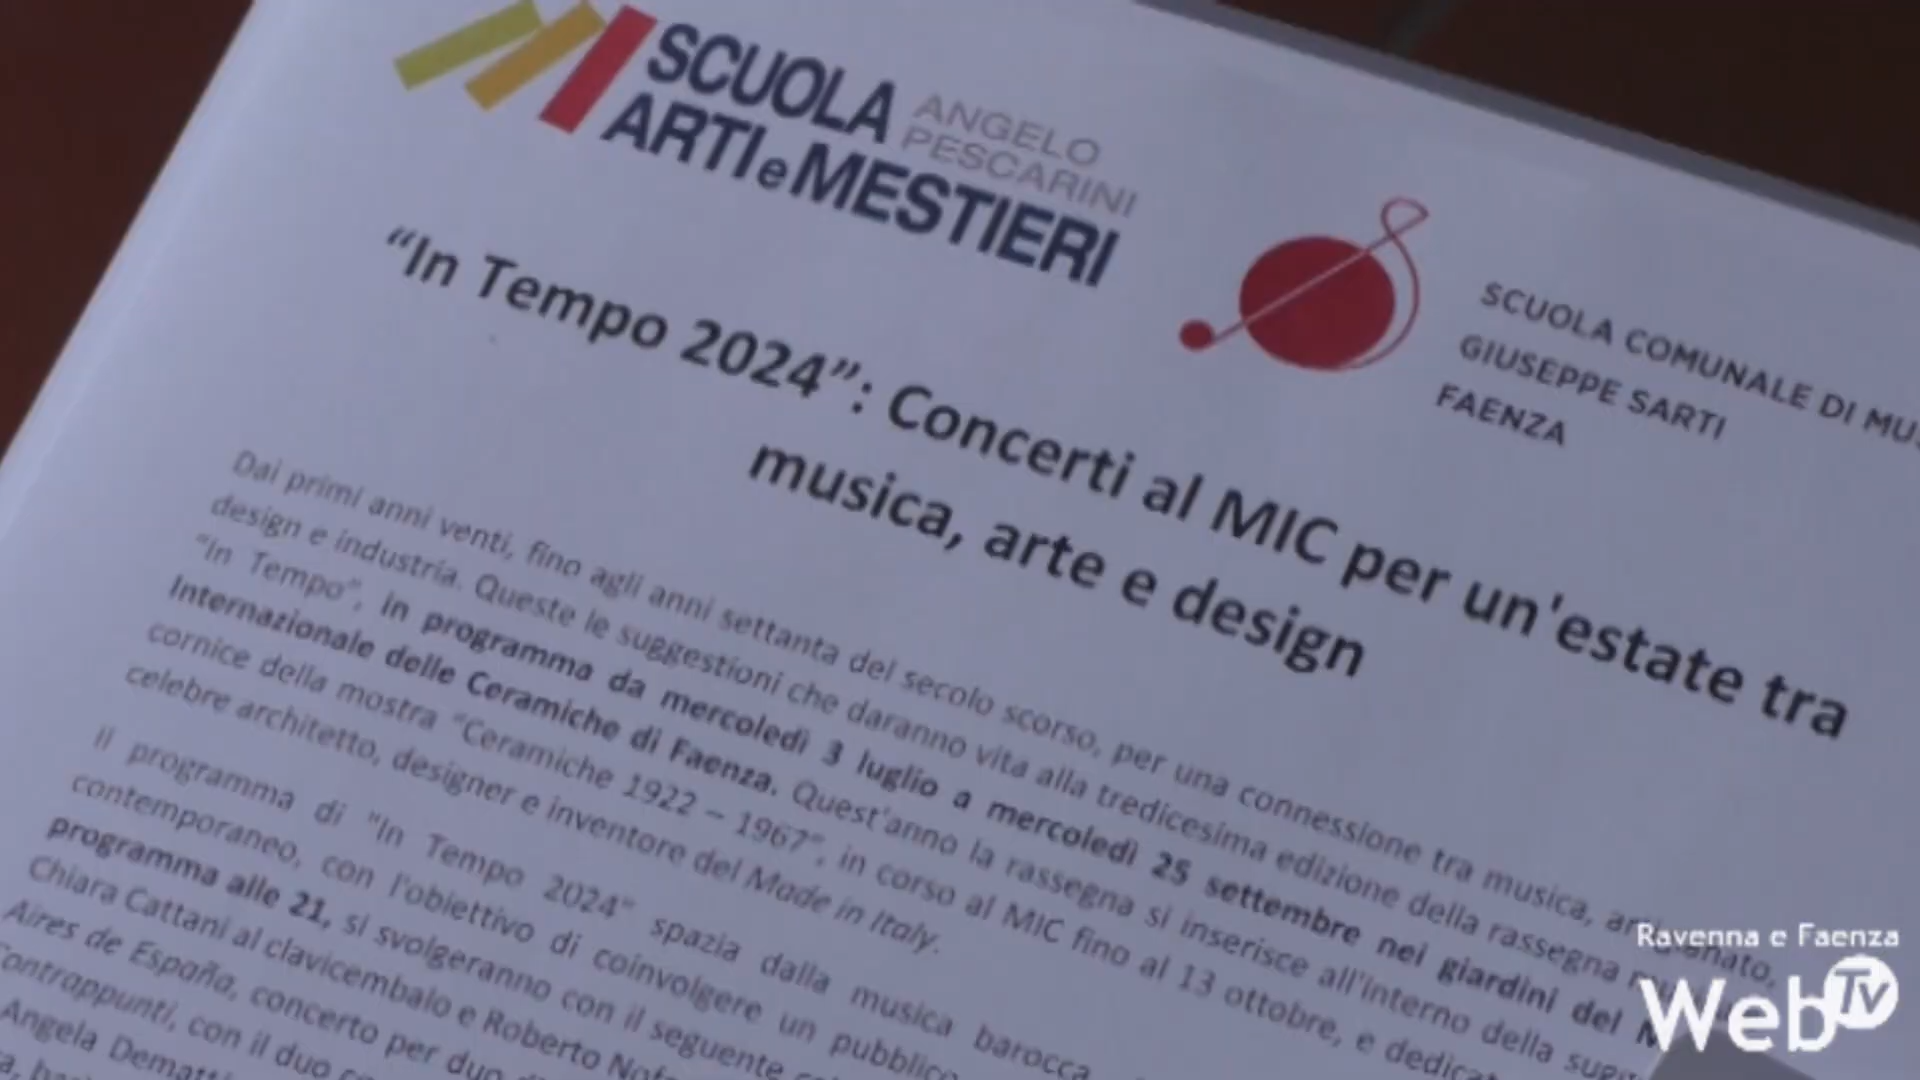 SCUOLA
ARTI e MESTIERI
ANGELO
PESCARINI
SCUOLA COMUNALE DI MUS
GIUSEPPE SARTI
FAENZA
“In Tempo 2024”: Concerti al MIC per un'estate tra
musica, arte e design
Dai primi anni venti, fino agli anni settanta del secolo scorso, per una connessione tra musica, artigianato,
design e industria. Queste le suggestioni che daranno vita alla tredicesima edizione della rassegna
“In Tempo”, in programma da mercoledì 3 luglio a mercoledì 25 settembre nei giardini del M
Internazionale delle Ceramiche di Faenza. Quest'anno la rassegna si inserisce all'interno della
cornice della mostra “Ceramiche 1922 – 1967”, in corso al MIC fino al 13 ottobre, e dedicat
celebre architetto, designer e inventore del Made in Italy.
Il programma di "In Tempo 2024" spazia dalla musica barocca
contemporaneo, con l'obiettivo di coinvolgere un pubblico
programma alle 21, si svolgeranno con il seguente
Chiara Cattani al clavicembalo e Roberto
Aires de España, concerto per duo
Contrappunti, con il duo
Angela
Ravenna e Faenza
WebTv